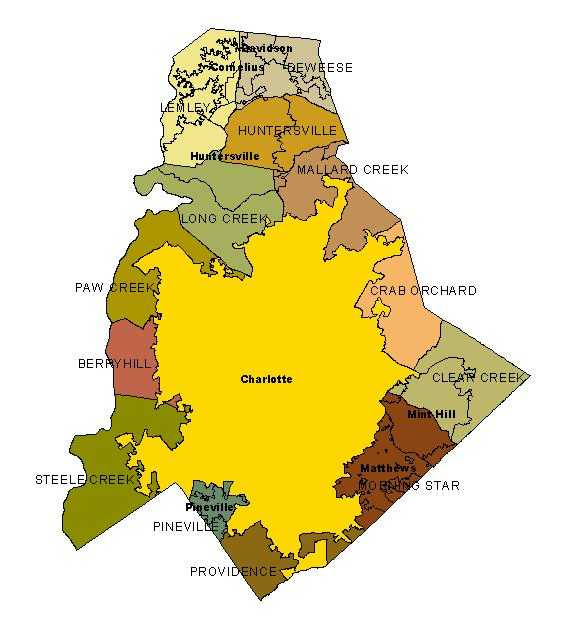 Davidson
Cornelius
DEWEESE
LEMLEY
HUNTERSVILLE
Huntersville
MALLARD CREEK
LONG CREEK
PAW CREEK
CRAB ORCHARD
BERRYHILL
Charlotte
CLEAR CREEK
Mint Hill
Matthews
STEELE CREEK
MORNING STAR
Pineville
PINEVILLE
PROVIDENCE